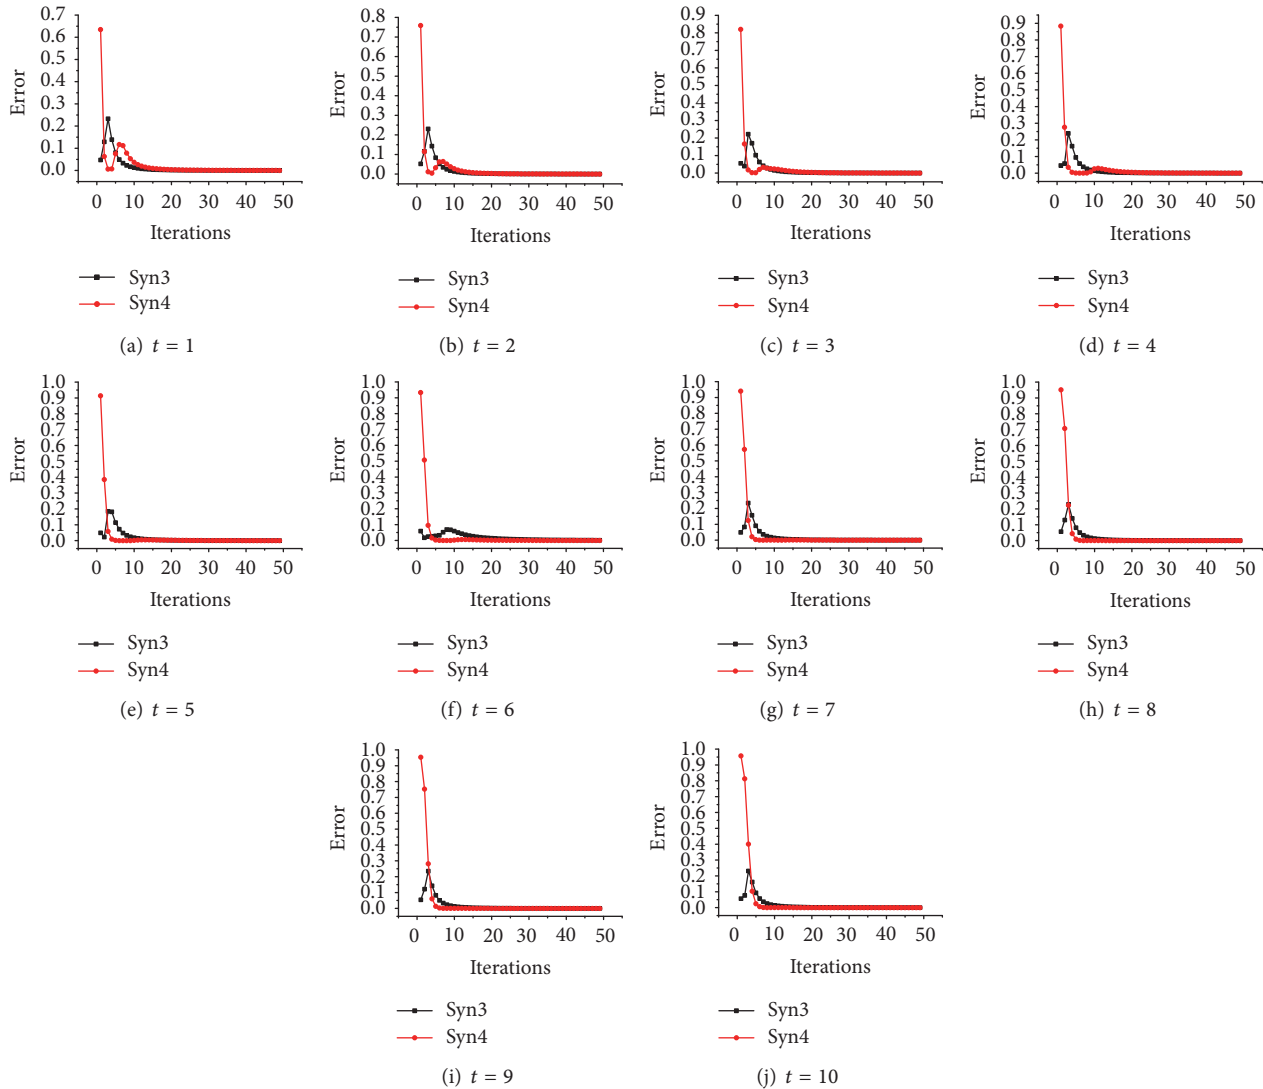 0.7
0.6
0.5
0.4
0.3
0.2
0.1
0.0
Error
0 10 20 30 40 50
Iterations
Syn3
Syn4
(a) t = 1
0.8
0.7
0.6
0.5
0.4
0.3
0.2
0.1
0.0
Error
0 10 20 30 40 50
Iterations
Syn3
Syn4
(b) t = 2
0.9
0.8
0.7
0.6
0.5
0.4
0.3
0.2
0.1
0.0
Error
0 10 20 30 40 50
Iterations
Syn3
Syn4
(c) t = 3
0.9
0.8
0.7
0.6
0.5
0.4
0.3
0.2
0.1
0.0
Error
0 10 20 30 40 50
Iterations
Syn3
Syn4
(d) t = 4
1.0
0.9
0.8
0.7
0.6
0.5
0.4
0.3
0.2
0.1
0.0
Error
0 10 20 30 40 50
Iterations
Syn3
Syn4
(e) t = 5
1.0
0.9
0.8
0.7
0.6
0.5
0.4
0.3
0.2
0.1
0.0
Error
0 10 20 30 40 50
Iterations
Syn3
Syn4
(f) t = 6
1.0
0.9
0.8
0.7
0.6
0.5
0.4
0.3
0.2
0.1
0.0
Error
0 10 20 30 40 50
Iterations
Syn3
Syn4
(g) t = 7
1.0
0.9
0.8
0.7
0.6
0.5
0.4
0.3
0.2
0.1
0.0
Error
0 10 20 30 40 50
Iterations
Syn3
Syn4
(h) t = 8
1.0
0.9
0.8
0.7
0.6
0.5
0.4
0.3
0.2
0.1
0.0
Error
0 10 20 30 40 50
Iterations
Syn3
Syn4
(i) t = 9
1.0
0.9
0.8
0.7
0.6
0.5
0.4
0.3
0.2
0.1
0.0
Error
0 10 20 30 40 50
Iterations
Syn3
Syn4
(j) t = 10